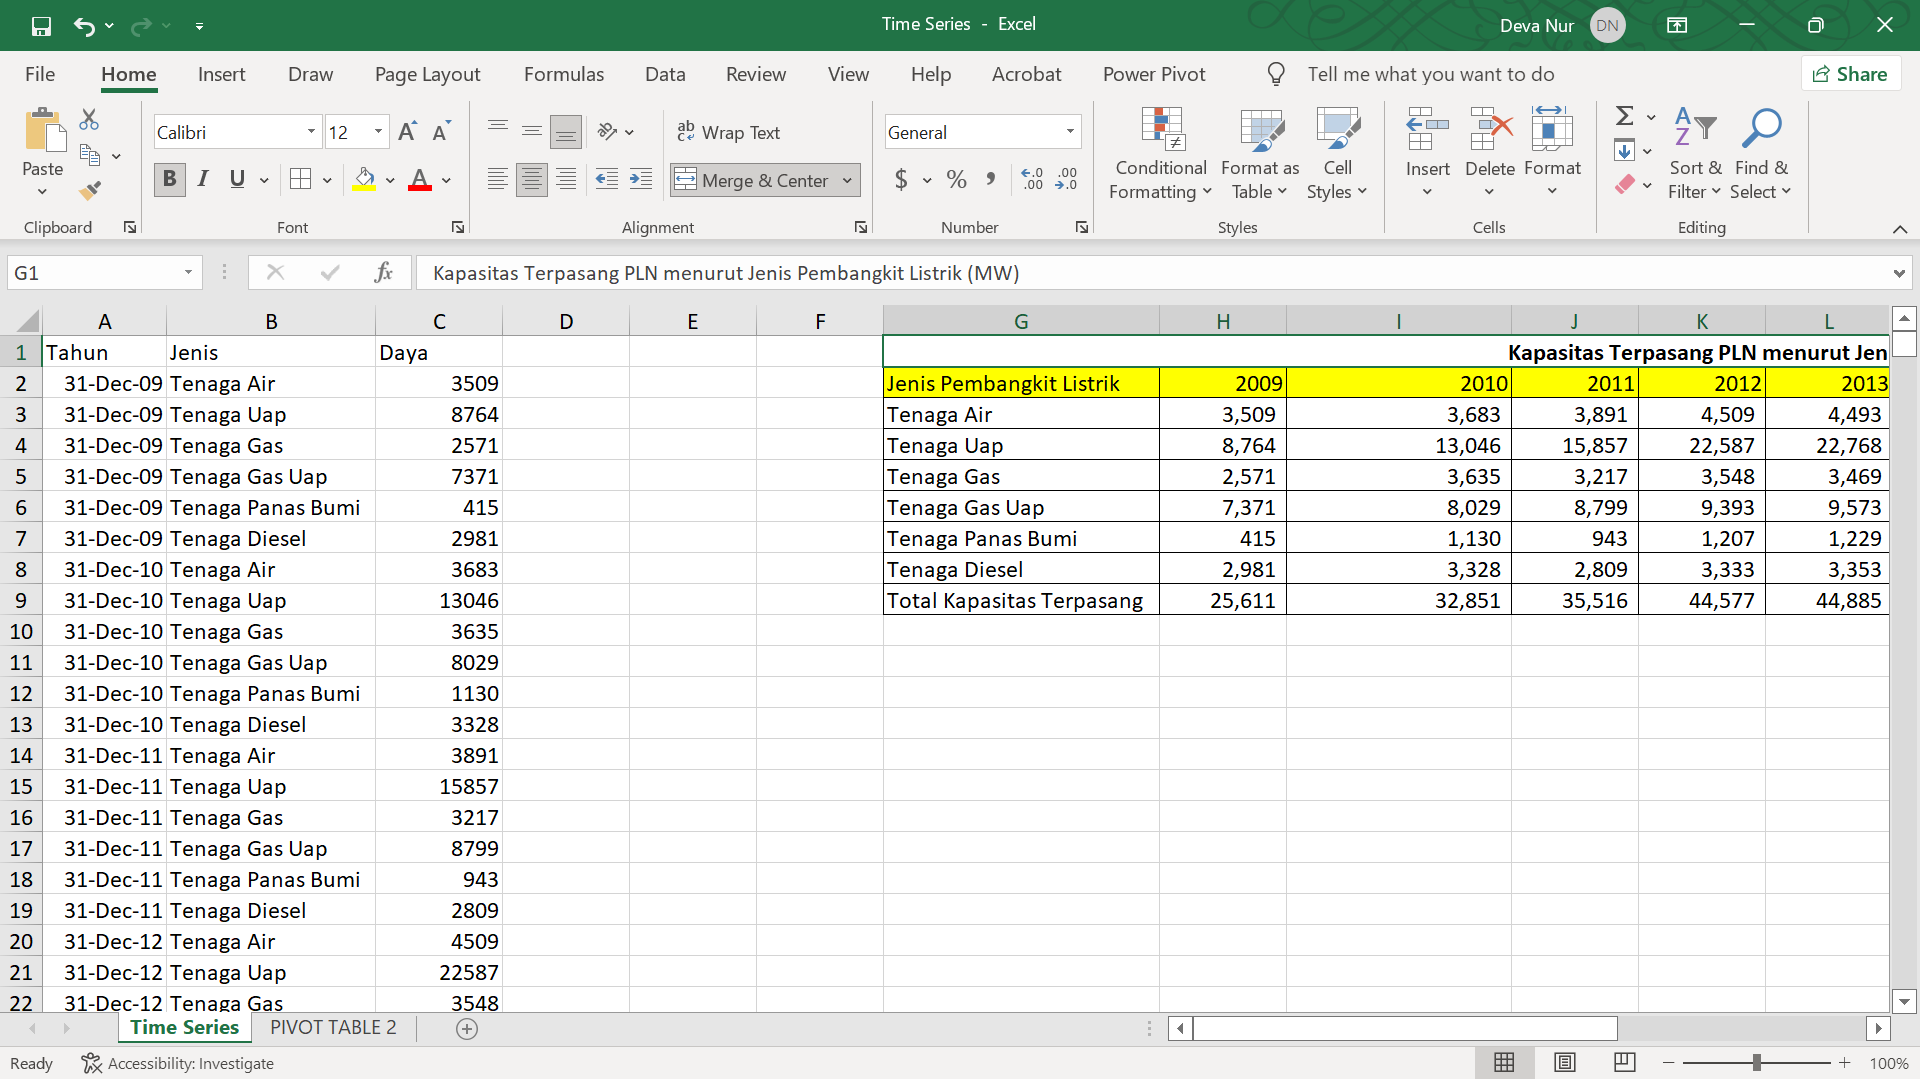 Time Series - Excel
Deva Nur DN
File Home Insert Draw Page Layout Formulas Data Review View Help Acrobat Power Pivot Tell me what you want to do Share
Paste
Clipboard
Calibri 12 A A
B I U A
Font
ab c Wrap Text
Merge & Center
Alignment
General
$ % 9 .0 .00 .00 .0
Number
Conditional Formatting
Format as Table
Cell Styles
Styles
Insert Delete Format
Cells
Σ
A Z
Sort & Filter
Find & Select
Editing
G1 fx Kapasitas Terpasang PLN menurut Jenis Pembangkit Listrik (MW)
A B C D E F G H I J K L
1 Tahun Jenis Daya Kapasitas Terpasang PLN menurut Jen
2 31-Dec-09 Tenaga Air 3509 Jenis Pembangkit Listrik 2009 2010 2011 2012 2013
3 31-Dec-09 Tenaga Uap 8764 Tenaga Air 3,509 3,683 3,891 4,509 4,493
4 31-Dec-09 Tenaga Gas 2571 Tenaga Uap 8,764 13,046 15,857 22,587 22,768
5 31-Dec-09 Tenaga Gas Uap 7371 Tenaga Gas 2,571 3,635 3,217 3,548 3,469
6 31-Dec-09 Tenaga Panas Bumi 415 Tenaga Gas Uap 7,371 8,029 8,799 9,393 9,573
7 31-Dec-09 Tenaga Diesel 2981 Tenaga Panas Bumi 415 1,130 943 1,207 1,229
8 31-Dec-10 Tenaga Air 3683 Tenaga Diesel 2,981 3,328 2,809 3,333 3,353
9 31-Dec-10 Tenaga Uap 13046 Total Kapasitas Terpasang 25,611 32,851 35,516 44,577 44,885
10 31-Dec-10 Tenaga Gas 3635
11 31-Dec-10 Tenaga Gas Uap 8029
12 31-Dec-10 Tenaga Panas Bumi 1130
13 31-Dec-10 Tenaga Diesel 3328
14 31-Dec-11 Tenaga Air 3891
15 31-Dec-11 Tenaga Uap 15857
16 31-Dec-11 Tenaga Gas 3217
17 31-Dec-11 Tenaga Gas Uap 8799
18 31-Dec-11 Tenaga Panas Bumi 943
19 31-Dec-11 Tenaga Diesel 2809
20 31-Dec-12 Tenaga Air 4509
21 31-Dec-12 Tenaga Uap 22587
22 31-Dec-12 Tenaga Gas 3548
Time Series PIVOT TABLE 2
Ready Accessibility: Investigate 100%